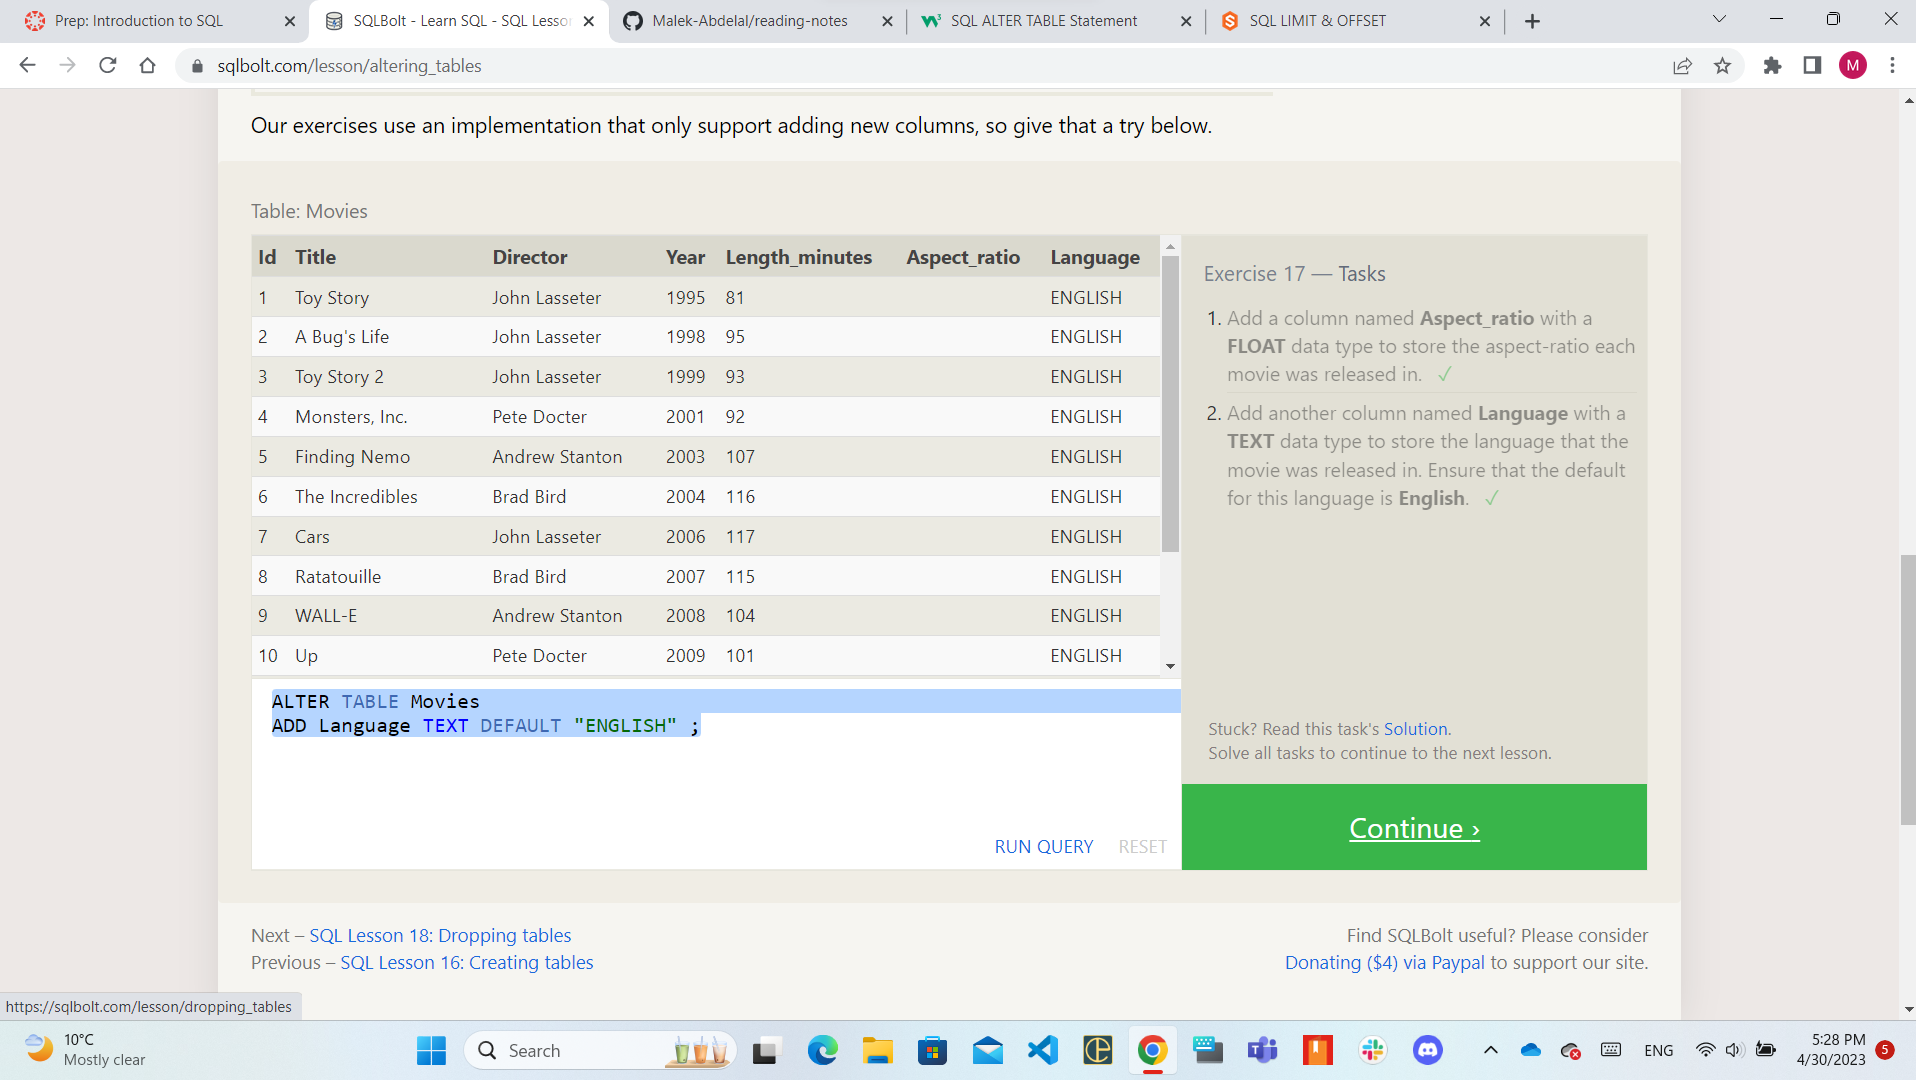 Prep: Introduction to SQL
SQLBolt - Learn SQL - SQL Lesson
Malek-Abdelal/reading-notes
SQL ALTER TABLE Statement
SQL LIMIT & OFFSET
sqlbolt.com/lesson/altering_tables
M
Our exercises use an implementation that only support adding new columns, so give that a try below.
Table: Movies
Id Title Director Year Length_minutes Aspect_ratio Language
1 Toy Story John Lasseter 1995 81 ENGLISH
2 A Bug's Life John Lasseter 1998 95 ENGLISH
3 Toy Story 2 John Lasseter 1999 93 ENGLISH
4 Monsters, Inc. Pete Docter 2001 92 ENGLISH
5 Finding Nemo Andrew Stanton 2003 107 ENGLISH
6 The Incredibles Brad Bird 2004 116 ENGLISH
7 Cars John Lasseter 2006 117 ENGLISH
8 Ratatouille Brad Bird 2007 115 ENGLISH
9 WALL-E Andrew Stanton 2008 104 ENGLISH
10 Up Pete Docter 2009 101 ENGLISH
ALTER TABLE Movies
ADD Language TEXT DEFAULT "ENGLISH" ;
RUN QUERY RESET
Exercise 17 — Tasks
1. Add a column named Aspect_ratio with a
FLOAT data type to store the aspect-ratio each
movie was released in. ✓
2. Add another column named Language with a
TEXT data type to store the language that the
movie was released in. Ensure that the default
for this language is English. ✓
Stuck? Read this task's Solution.
Solve all tasks to continue to the next lesson.
Continue ›
Next – SQL Lesson 18: Dropping tables
Previous – SQL Lesson 16: Creating tables
Find SQLBolt useful? Please consider
Donating ($4) via Paypal to support our site.
https://sqlbolt.com/lesson/dropping_tables
10°C
Mostly clear
Search
ENG
5:28 PM
4/30/2023
5